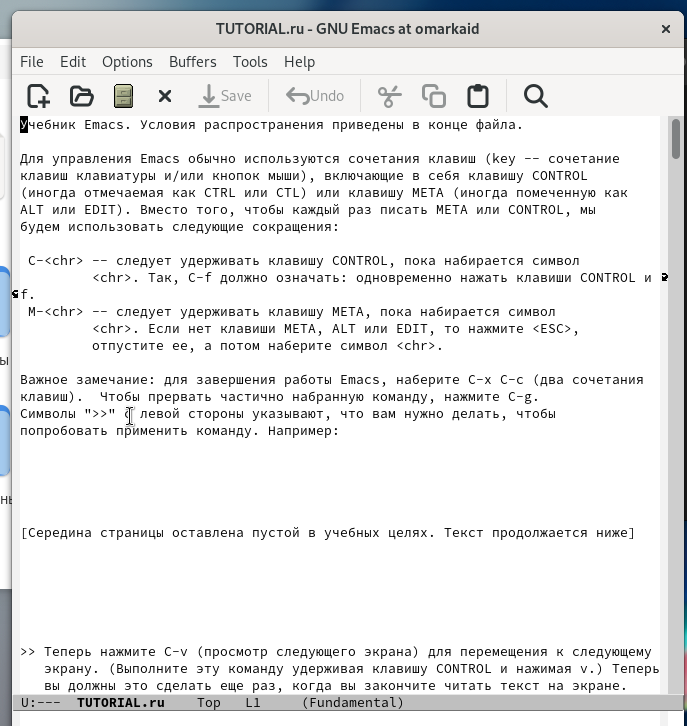 TUTORIAL.ru - GNU Emacs at omarkaid
File Edit Options Buffers Tools Help
Save Undo
Учебник Emacs. Условия распространения приведены в конце файла.
Для управления Emacs обычно используются сочетания клавиш (key -- сочетание
клавиш клавиатуры и/или кнопок мыши), включающие в себя клавишу CONTROL
(иногда отмечаемая как CTRL или CTL) или клавишу META (иногда помеченную как
ALT или EDIT). Вместо того, чтобы каждый раз писать META или CONTROL, мы
будем использовать следующие сокращения:
C-<chr> -- следует удерживать клавишу CONTROL, пока набирается символ
<chr>. Так, C-f должно означать: одновременно нажать клавиши CONTROL и
f.
M-<chr> -- следует удерживать клавишу META, пока набирается символ
<chr>. Если нет клавиши META, ALT или EDIT, то нажмите <ESC>,
отпустите ее, а потом наберите символ <chr>.
Важное замечание: для завершения работы Emacs, наберите C-x C-c (два сочетания
клавиш).  Чтобы прервать частично набранную команду, нажмите C-g.
Символы ">>" с левой стороны указывают, что вам нужно делать, чтобы
попробовать применить команду. Например:
[Середина страницы оставлена пустой в учебных целях. Текст продолжается ниже]
>> Теперь нажмите C-v (просмотр следующего экрана) для перемещения к следующему
экрану. (Выполните эту команду удерживая клавишу CONTROL и нажимая v.) Теперь
вы должны это сделать еще раз, когда вы закончите читать текст на экране.
U:--- TUTORIAL.ru Top L1 (Fundamental)